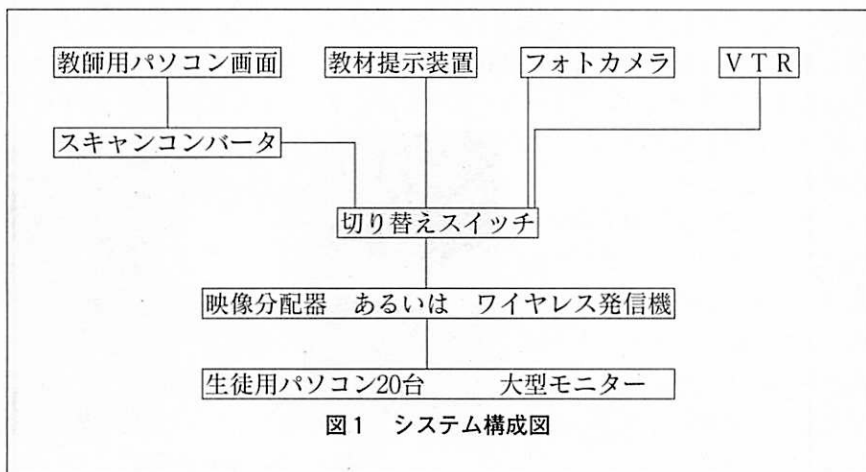 教師用パソコン画面　教材提示装置　フォトカメラ　ＶＴＲ
スキャンコンバータ
切り替えスイッチ
映像分配器　あるいは　ワイヤレス発信機
生徒用パソコン20台　大型モニター
図1　システム構成図